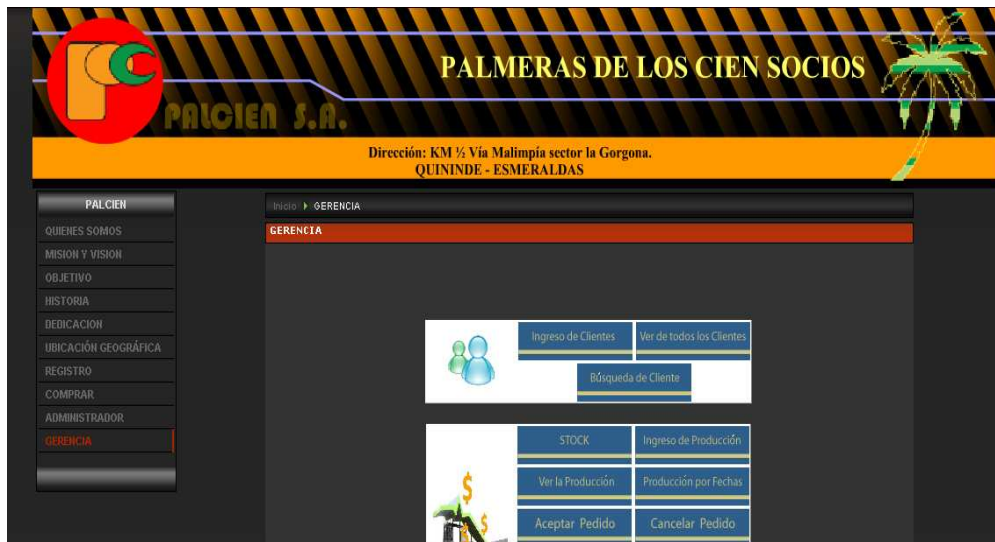 PALMERAS DE LOS CIEN SOCIOS
PALCIEN S.A.
Dirección: KM ½ Vía Malimpia sector la Gorgona.
QUININDE - ESMERALDAS
PALCIEN
QUIENES SOMOS
MISION Y VISION
OBJETIVO
HISTORIA
DEDICACION
UBICACIÓN GEOGRÁFICA
REGISTRO
COMPRAR
ADMINISTRADOR
GERENCIA
Inicio GERENCIA
GERENCIA
Ingreso de Clientes Ver de todos los Clientes
Búsqueda de Cliente
STOCK Ingreso de Producción
Ver la Producción Producción por Fechas
Aceptar Pedido Cancelar Pedido